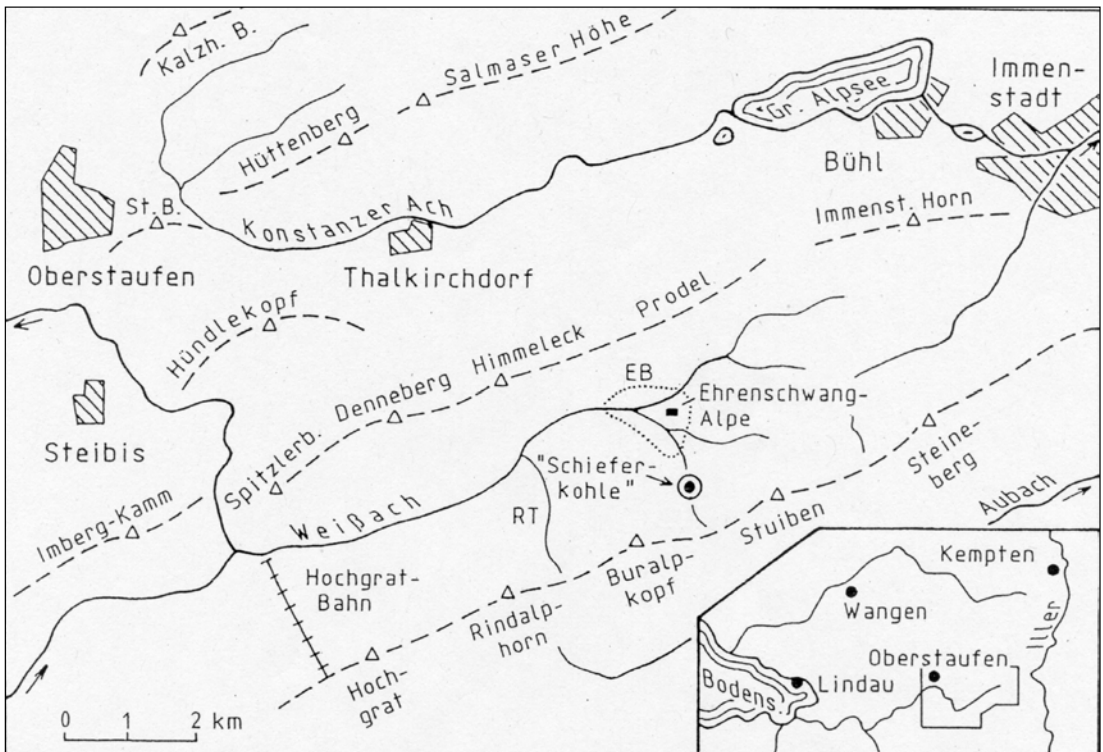 Kalzh. B.
Salmaser Höhe
Hüttenberg
Gr. Alpsee
Immen-
stadt
Bühl
St. B.
Konstanzer Ach
Immenst. Horn
Oberstaufen
Thalkirchdorf
Hündlekopf
Prodel
Himmeleck
Denneberg
Spitzlerb.
EB
Ehrenschwang-
Alpe
Steibis
"Schiefer-
kohle"
Steine-
berg
Imberg-Kamm
Weißach
RT
Stuiben
Aubach
Hochgrat-
Bahn
Buralp-
kopf
Rindalp-
horn
Hoch-
grat
0 1 2 km
Kempten
Wangen
Iller
Oberstaufen
Lindau
Bodens.